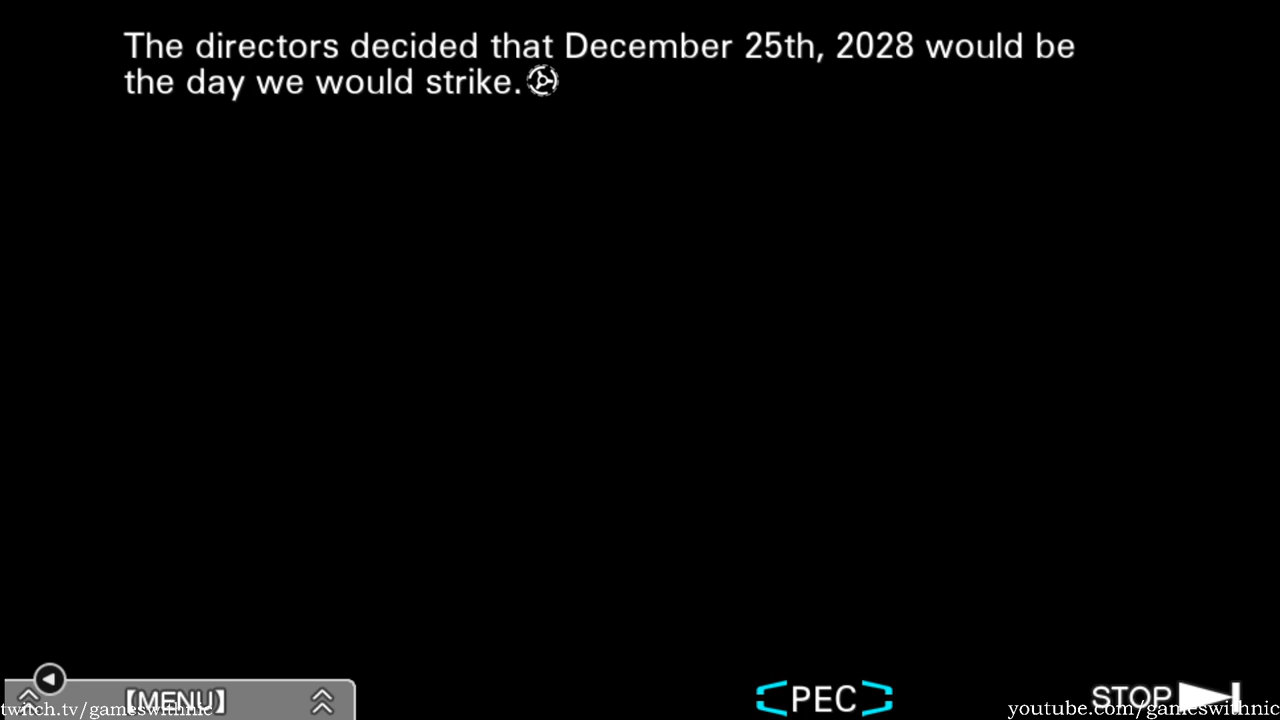 The directors decided that December 25th, 2028 would be
the day we would strike.
【MENU】
PEC
STOP
twitch.tv/gameswithnic
youtube.com/gameswithnic